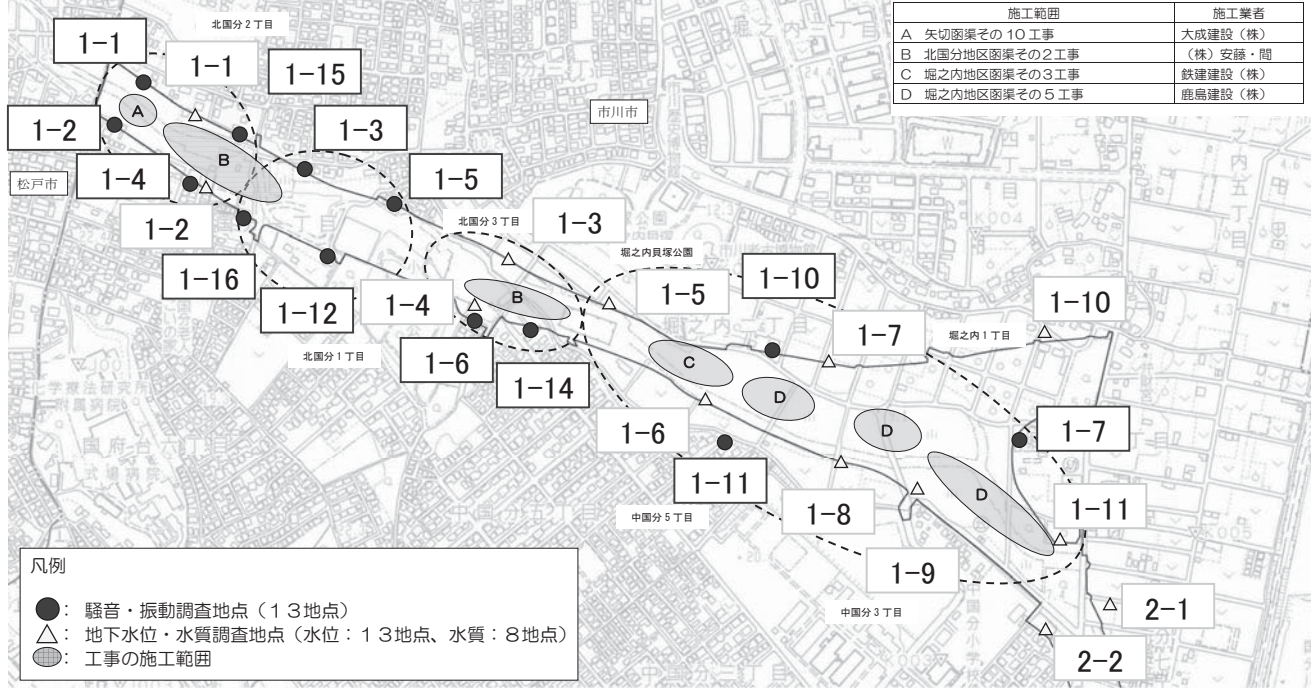 施工範囲 施工業者
A 矢切函渠その10工事 大成建設（株）
B 北国分地区函渠その2工事 （株）安藤・間
C 堀之内地区函渠その3工事 鉄建建設（株）
D 堀之内地区函渠その5工事 鹿島建設（株）
北国分2丁目
1-1
1-1
1-15
市川市
A
1-2
1-3
B
松戸市
1-4
1-5
1-2
北国分3丁目
1-3
堀之内貝塚公園
1-16
1-4
1-5
1-10
1-10
1-12
B
1-7
堀之内1丁目
北国分1丁目
1-6
C
1-14
D
1-6
D
1-7
1-11
D
中国分5丁目
1-8
1-11
1-9
中国分3丁目
2-1
2-2
凡例
： 騒音・振動調査地点（13地点）
： 地下水位・水質調査地点（水位：13地点、水質：8地点）
： 工事の施工範囲